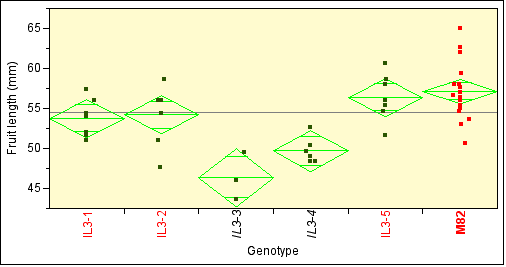 Fruit length (mm)
65
60
55
50
45
IL3-1
IL3-2
IL3-3
IL3-4
IL3-5
M82
Genotype